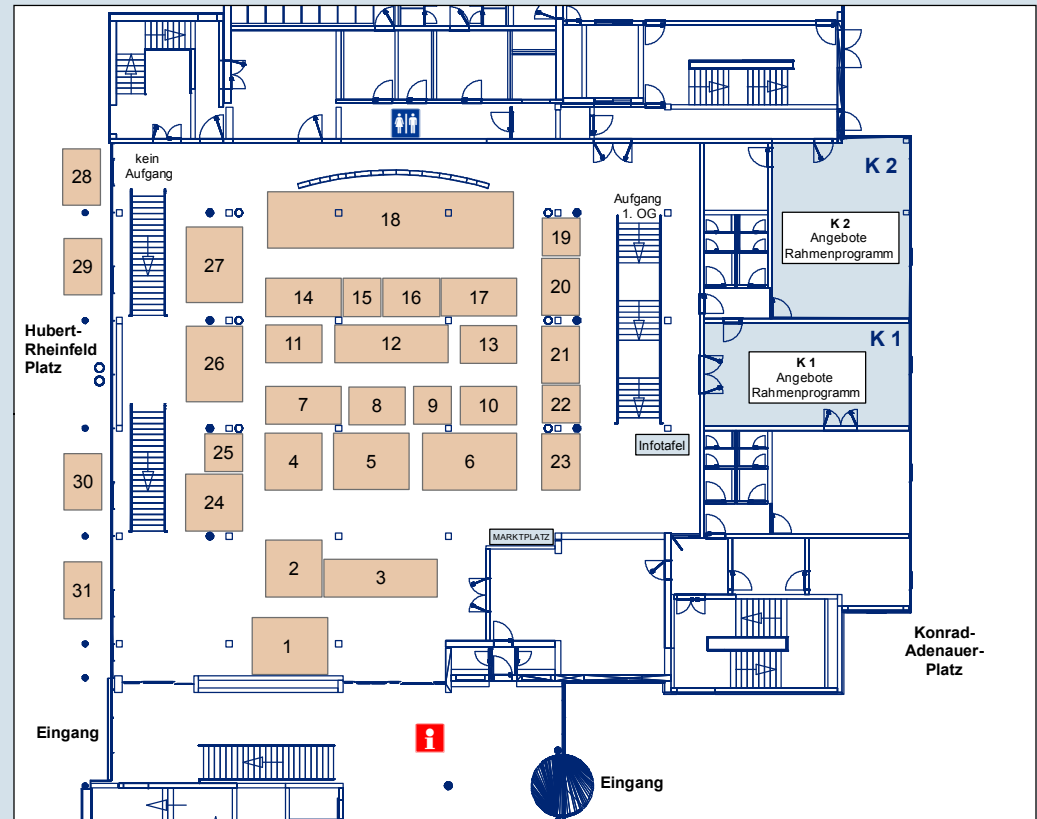 kein
Aufgang
K 2
28
18
Aufgang
1. OG
K 2
Angebote
Rahmenprogramm
19
29
27
20
14
15
16
17
Hubert-
Rheinfeld
Platz
11
12
13
K 1
21
26
K 1
Angebote
Rahmenprogramm
7
8
9
10
22
Infotafel
25
4
5
6
23
30
24
MARKTPLATZ
2
3
31
1
Konrad-
Adenauer-
Platz
Eingang
i
Eingang